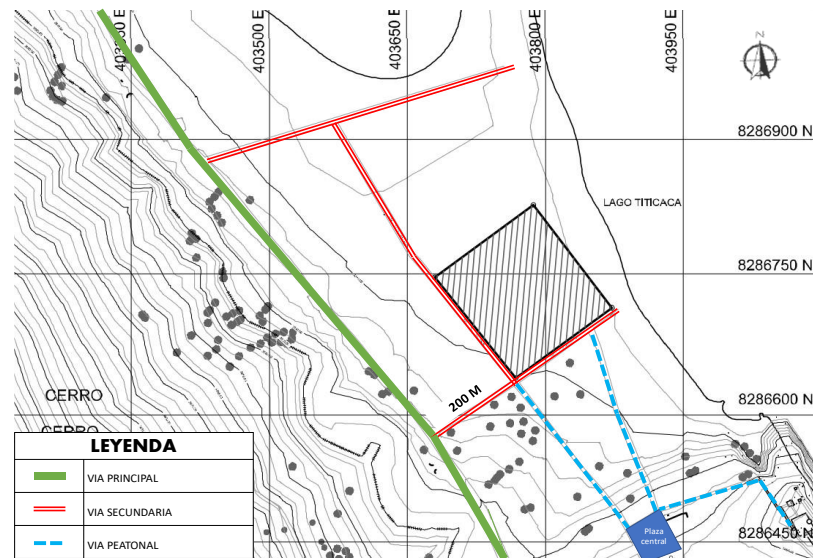 403500 E
403650 E
403800 E
403950 E
8286900 N
LAGO TITICACA
8286750 N
200 M
CERRO
8286600 N
CERRO
LEYENDA
VIA PRINCIPAL
VIA SECUNDARIA
VIA PEATONAL
Plaza
central
8286450 N